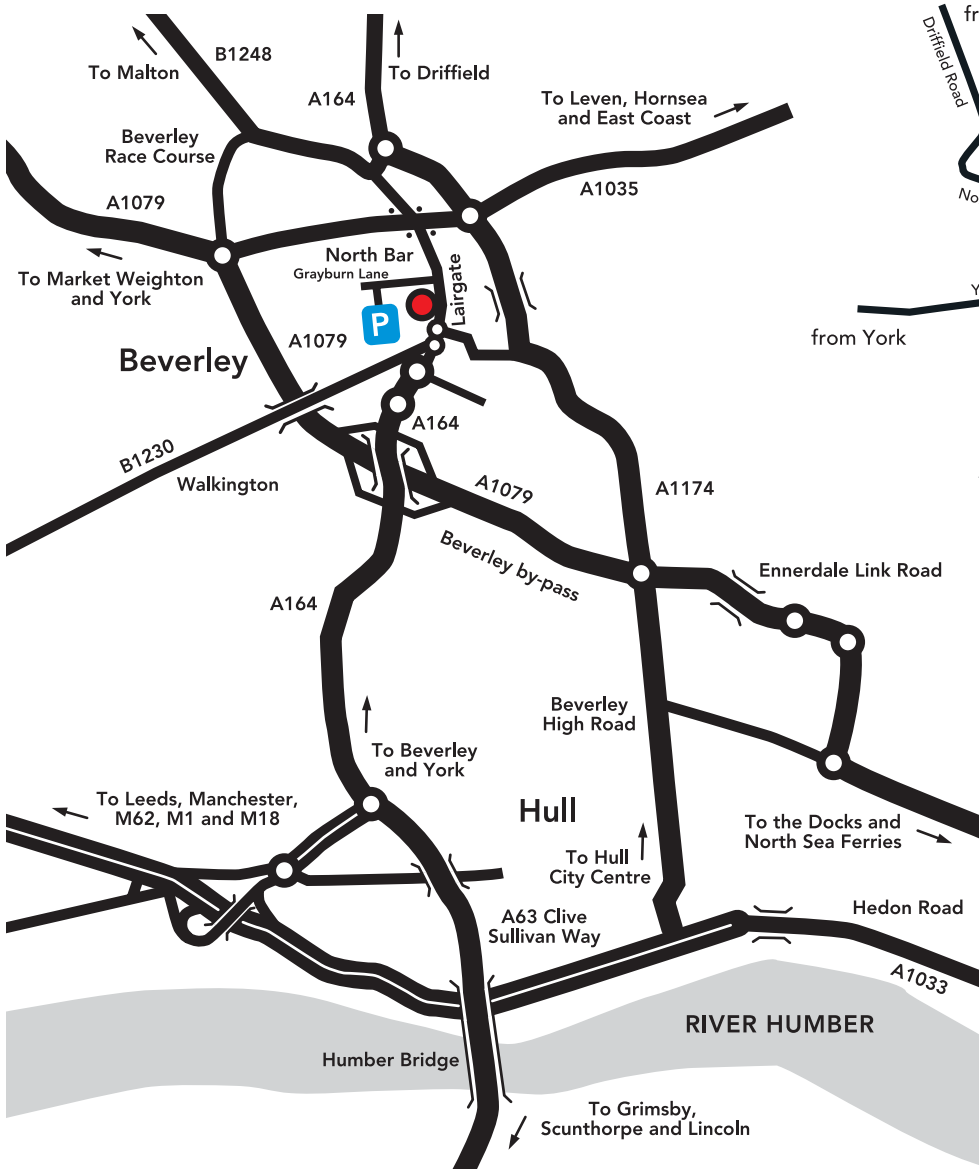 B1248
To Malton
To Driffield
A164
To Leven, Hornsea
and East Coast
Driffield Road
Beverley
Race Course
A1035
A1079
North Bar
Grayburn Lane
Lairgate
To Market Weighton
and York
P
A1079
Beverley
from York
A164
B1230
Walkington
A1079
A1174
Beverley by-pass
Ennerdale Link Road
A164
Beverley
High Road
To Beverley
and York
To Leeds, Manchester,
M62, M1 and M18
Hull
To the Docks and
North Sea Ferries
To Hull
City Centre
A63 Clive
Sullivan Way
Hedon Road
A1033
RIVER HUMBER
Humber Bridge
To Grimsby,
Scunthorpe and Lincoln